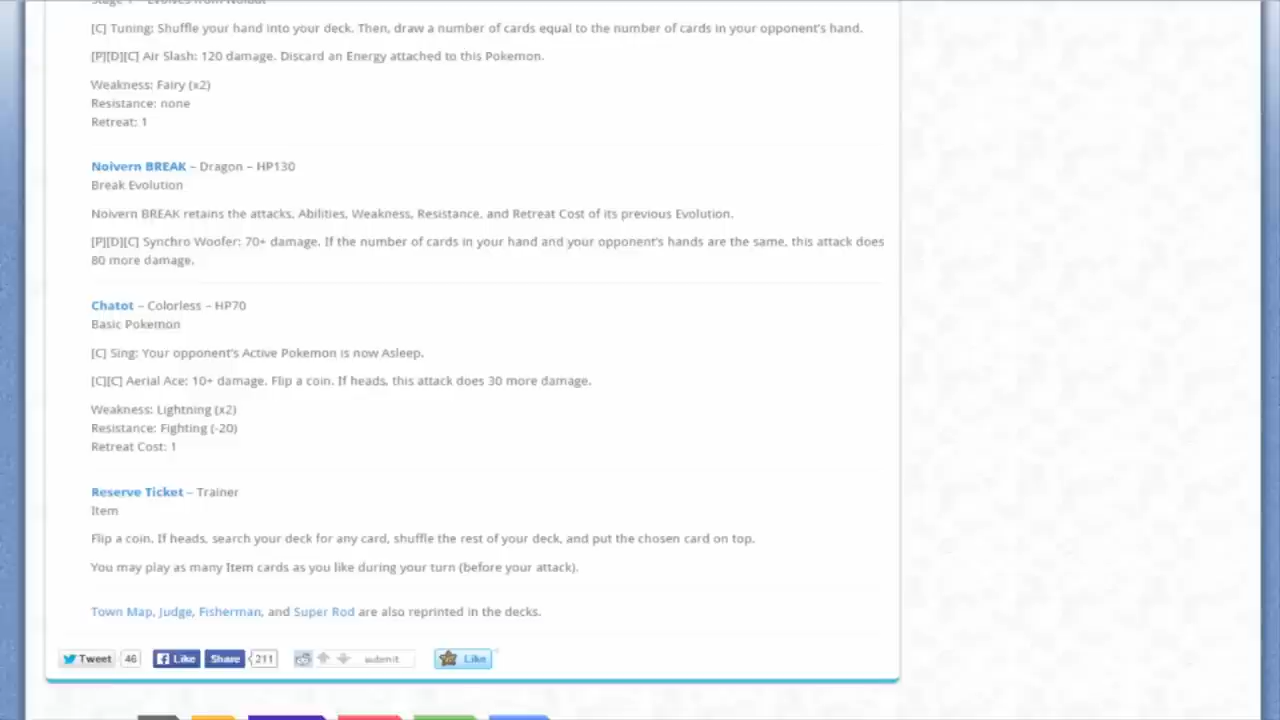 Stage 1 – Evolves from Noibat
[C] Tuning: Shuffle your hand into your deck. Then, draw a number of cards equal to the number of cards in your opponent's hand.
[P][D][C] Air Slash: 120 damage. Discard an Energy attached to this Pokemon.
Weakness: Fairy (x2)
Resistance: none
Retreat: 1
Noivern BREAK – Dragon – HP130
Break Evolution
Noivern BREAK retains the attacks, Abilities, Weakness, Resistance, and Retreat Cost of its previous Evolution.
[P][D][C] Synchro Woofer: 70+ damage. If the number of cards in your hand and your opponent's hands are the same, this attack does
80 more damage.
Chatot – Colorless – HP70
Basic Pokemon
[C] Sing: Your opponent's Active Pokemon is now Asleep.
[C][C] Aerial Ace: 10+ damage. Flip a coin. If heads, this attack does 30 more damage.
Weakness: Lightning (x2)
Resistance: Fighting (-20)
Retreat Cost: 1
Reserve Ticket – Trainer
Item
Flip a coin. If heads, search your deck for any card, shuffle the rest of your deck, and put the chosen card on top.
You may play as many Item cards as you like during your turn (before your attack).
Town Map, Judge, Fisherman, and Super Rod are also reprinted in the decks.
Tweet 46 Like Share 211 submit Like